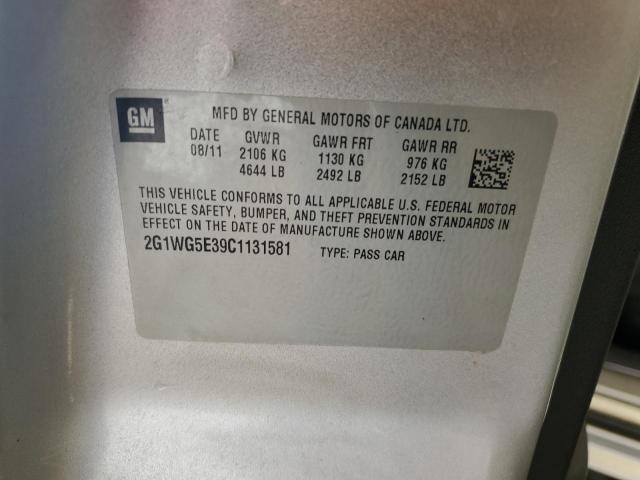 GM
MFD BY GENERAL MOTORS OF CANADA LTD.
DATE GVWR GAWR FRT GAWR RR
08/11 2106 KG 1130 KG 976 KG
4644 LB 2492 LB 2152 LB
THIS VEHICLE CONFORMS TO ALL APPLICABLE U.S. FEDERAL MOTOR
VEHICLE SAFETY, BUMPER, AND THEFT PREVENTION STANDARDS IN
EFFECT ON THE DATE OF MANUFACTURE SHOWN ABOVE.
2G1WG5E39C1131581 TYPE: PASS CAR